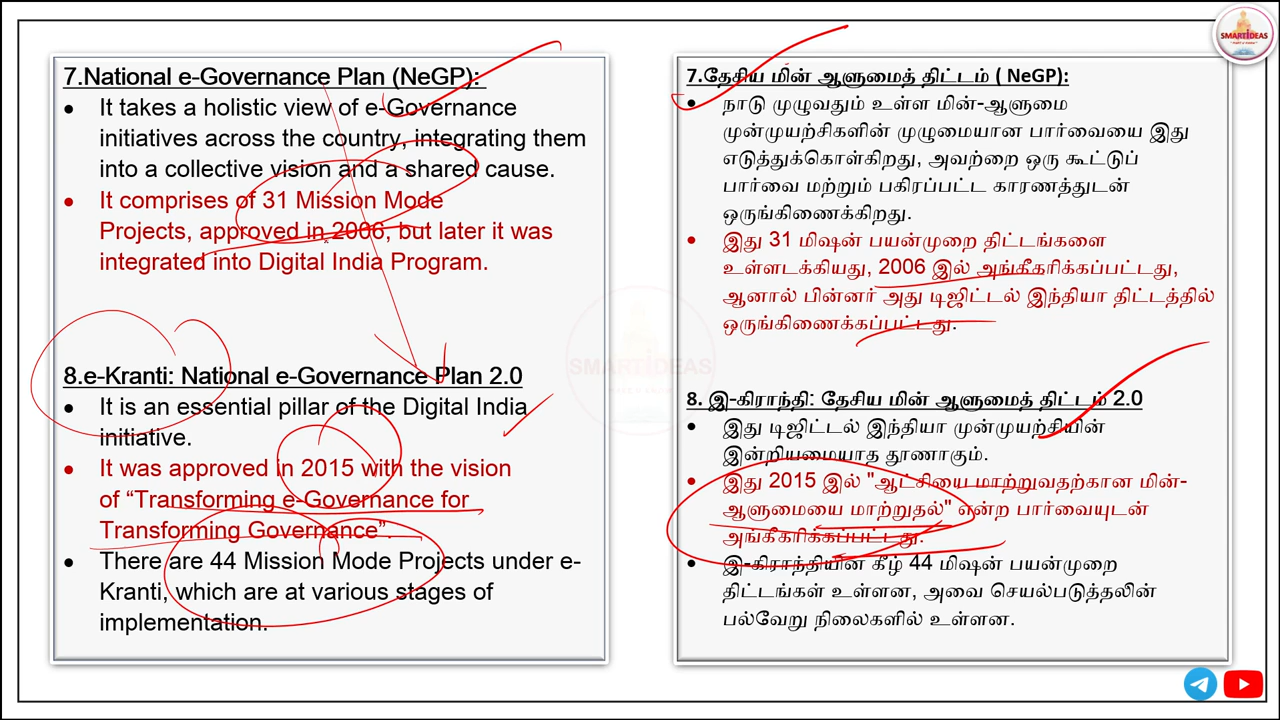 SMARTIDEAS
7.National e-Governance Plan (NeGP):
• It takes a holistic view of e-Governance
initiatives across the country, integrating them
into a collective vision and a shared cause.
• It comprises of 31 Mission Mode
Projects, approved in 2006, but later it was
integrated into Digital India Program.
8.e-Kranti: National e-Governance Plan 2.0
• It is an essential pillar of the Digital India
initiative.
• It was approved in 2015 with the vision
of “Transforming e-Governance for
Transforming Governance”.
• There are 44 Mission Mode Projects under e-
Kranti, which are at various stages of
implementation.
7.தேசிய மின் ஆளுமைத் திட்டம் ( NeGP):
• நாடு முழுவதும் உள்ள மின்-ஆளுமை
முன்முயற்சிகளின் முழுமையான பார்வையை இது
எடுத்துக்கொள்கிறது, அவற்றை ஒரு கூட்டுப்
பார்வை மற்றும் பகிரப்பட்ட காரணத்துடன்
ஒருங்கிணைக்கிறது.
• இது 31 மிஷன் பயன்முறை திட்டங்களை
உள்ளடக்கியது, 2006 இல் அங்கீகரிக்கப்பட்டது,
ஆனால் பின்னர் அது டிஜிட்டல் இந்தியா திட்டத்தில்
ஒருங்கிணைக்கப்பட்டது.
8. இ-கிராந்தி: தேசிய மின் ஆளுமைத் திட்டம் 2.0
• இது டிஜிட்டல் இந்தியா முன்முயற்சியின்
இன்றியமையாத தூணாகும்.
• இது 2015 இல் "ஆட்சியை மாற்றுவதற்கான மின்-
ஆளுமையை மாற்றுதல்" என்ற பார்வையுடன்
அங்கீகரிக்கப்பட்டது.
• இ-கிராந்தியின் கீழ் 44 மிஷன் பயன்முறை
திட்டங்கள் உள்ளன, அவை செயல்படுத்தலின்
பல்வேறு நிலைகளில் உள்ளன.
SMARTIDEAS